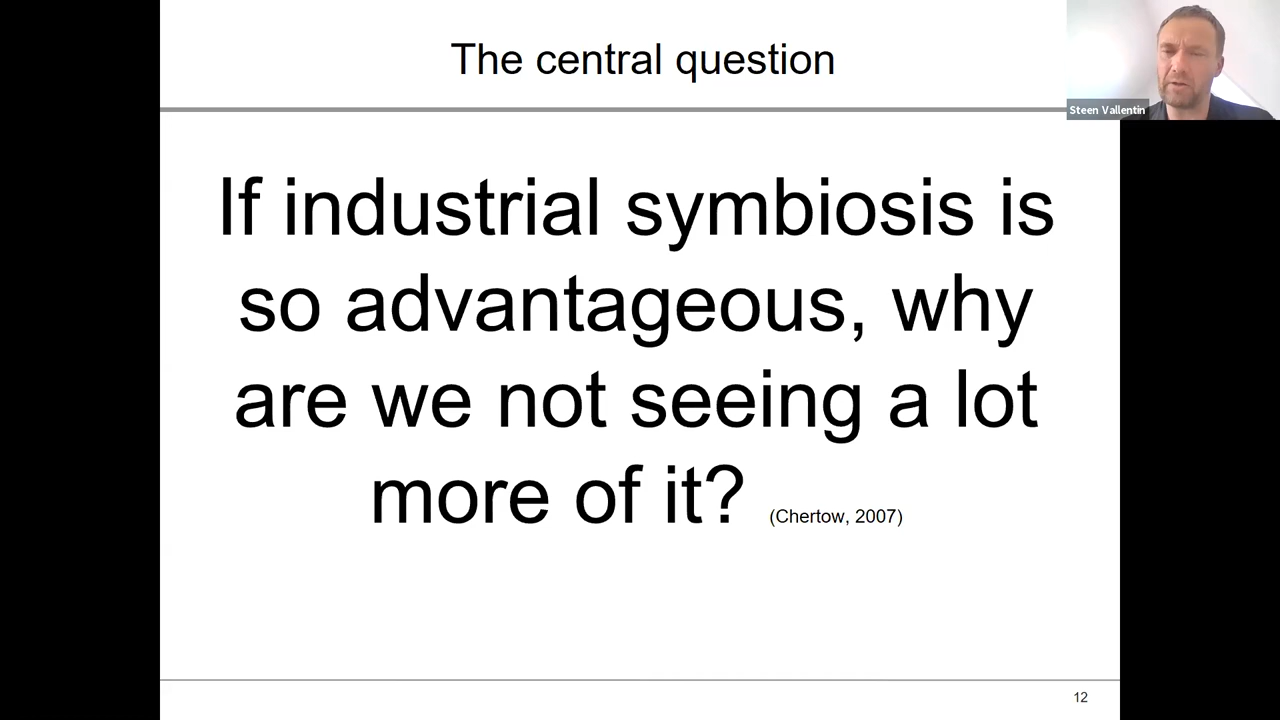 The central question
Steen Vallentin
If industrial symbiosis is
so advantageous, why
are we not seeing a lot
more of it? (Chertow, 2007)
12